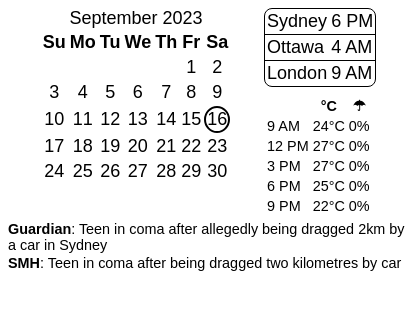 September 2023
Su Mo Tu We Th Fr Sa
1 2
3 4 5 6 7 8 9
10 11 12 13 14 15 16
17 18 19 20 21 22 23
24 25 26 27 28 29 30
Sydney 6 PM
Ottawa 4 AM
London 9 AM
°C ☂
9 AM 24°C 0%
12 PM 27°C 0%
3 PM 27°C 0%
6 PM 25°C 0%
9 PM 22°C 0%
Guardian: Teen in coma after allegedly being dragged 2km by
a car in Sydney
SMH: Teen in coma after being dragged two kilometres by car